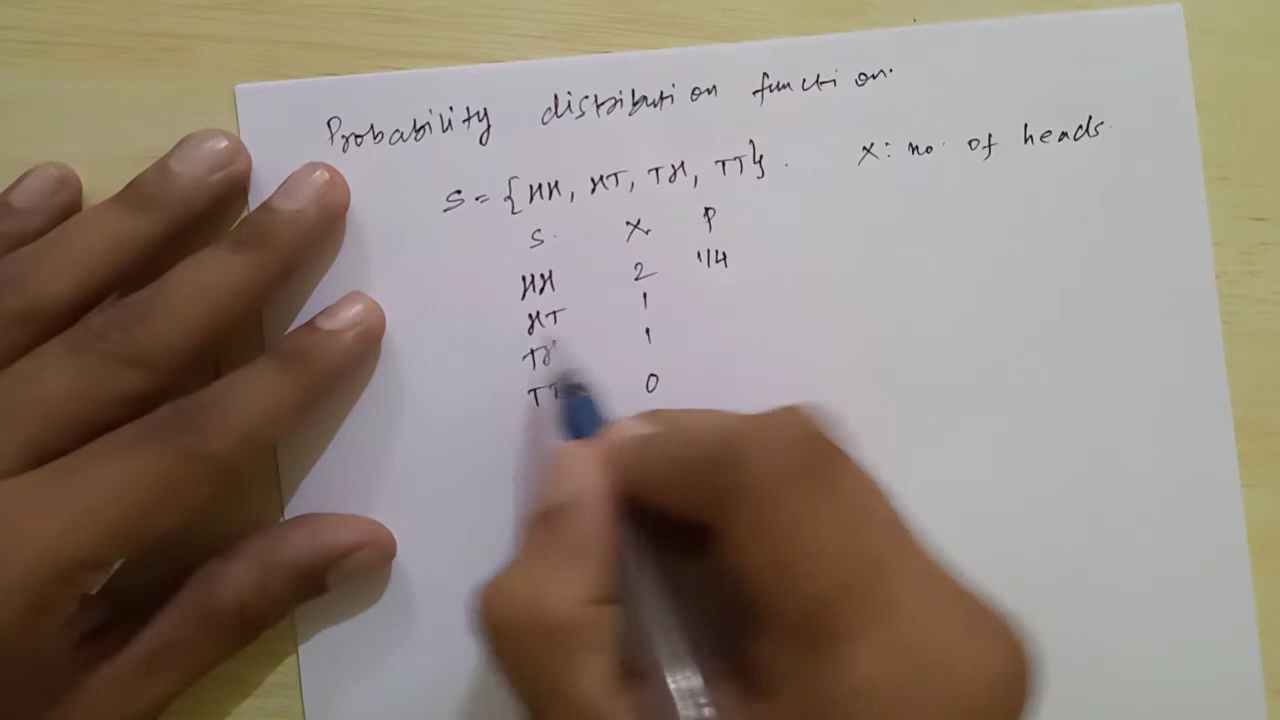 Probability distribution function.
S = {HH, HT, TH, TT}. X: no. of heads.
S. X P
HH 2 1/4
HT 1
TH 1
TT 0